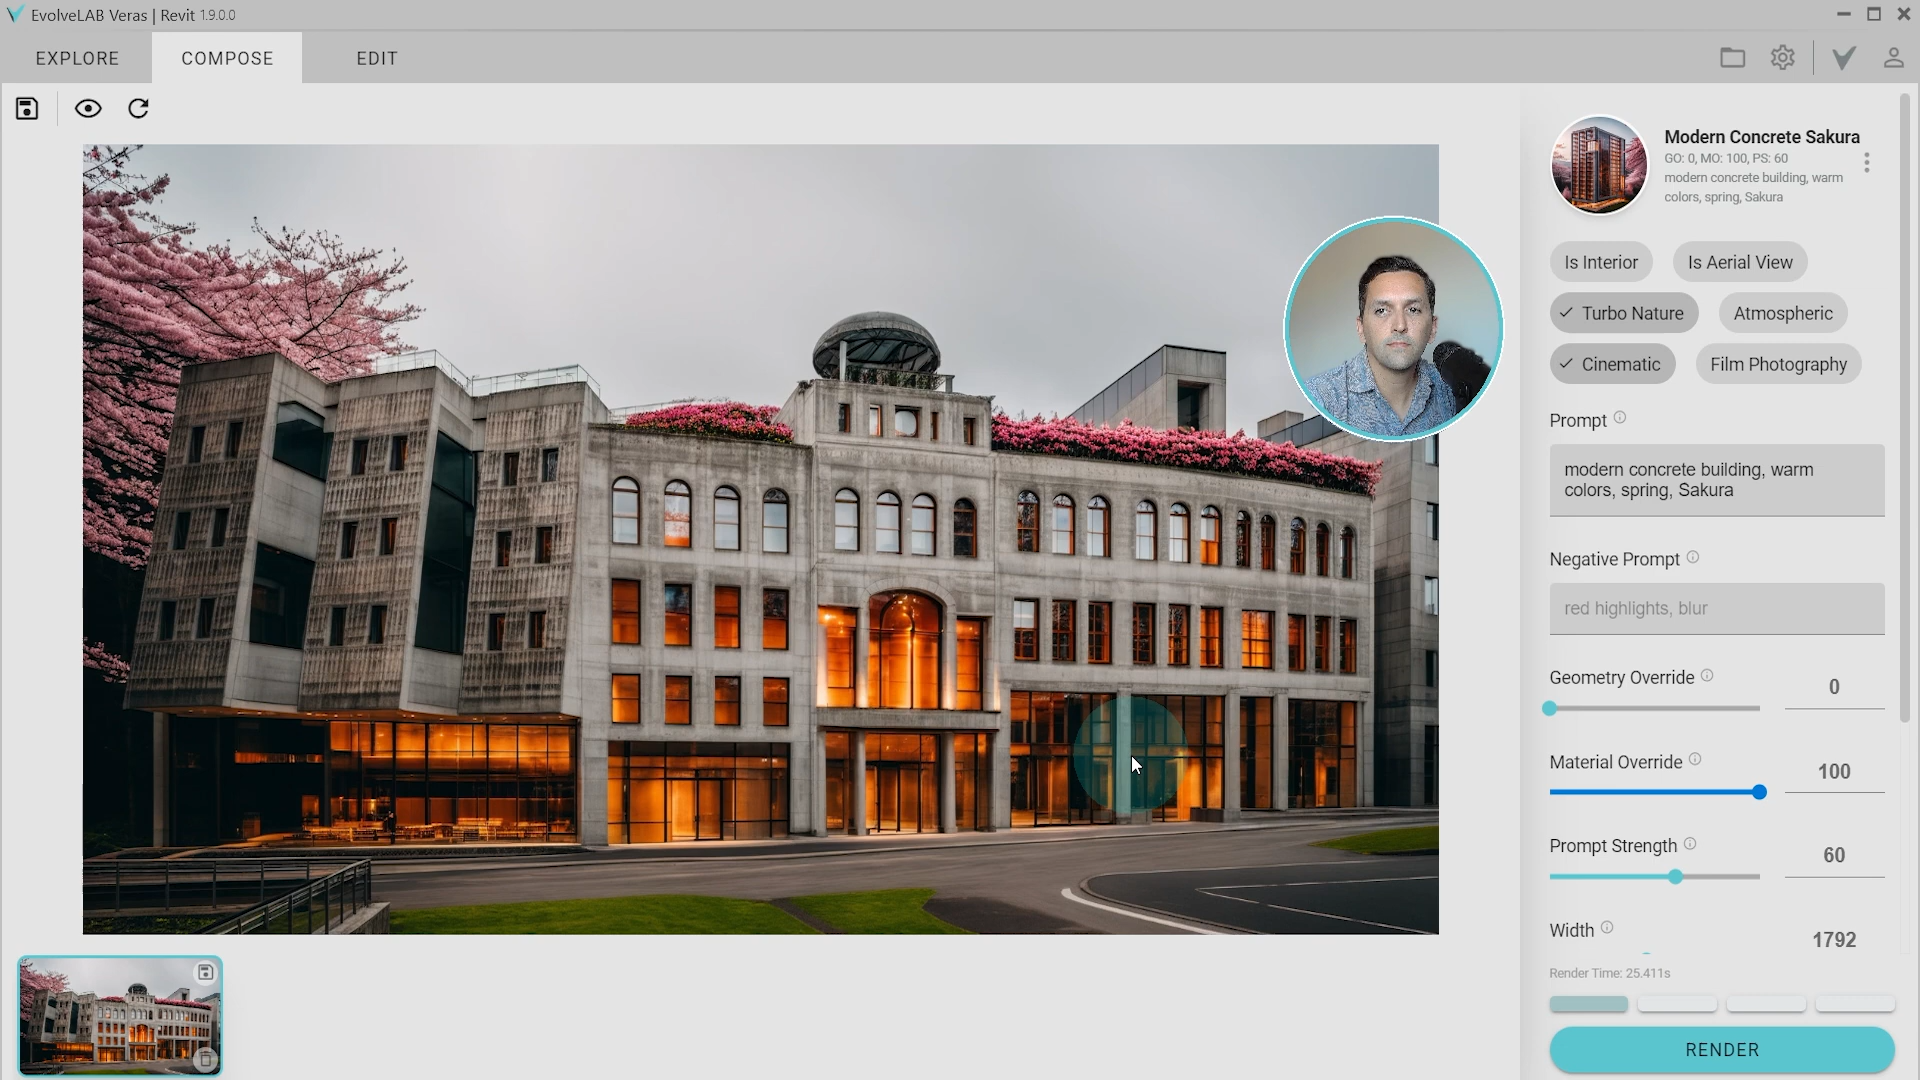 EvolveLAB Veras | Revit 1.9.0.0
EXPLORE
COMPOSE
EDIT
Modern Concrete Sakura
GO: 0, MO: 100, PS: 60
modern concrete building, warm
colors, spring, Sakura
Is Interior
Is Aerial View
Turbo Nature
Atmospheric
Cinematic
Film Photography
Prompt
modern concrete building, warm
colors, spring, Sakura
Negative Prompt
red highlights, blur
Geometry Override
0
Material Override
100
Prompt Strength
60
Width
1792
Render Time: 25.411s
RENDER